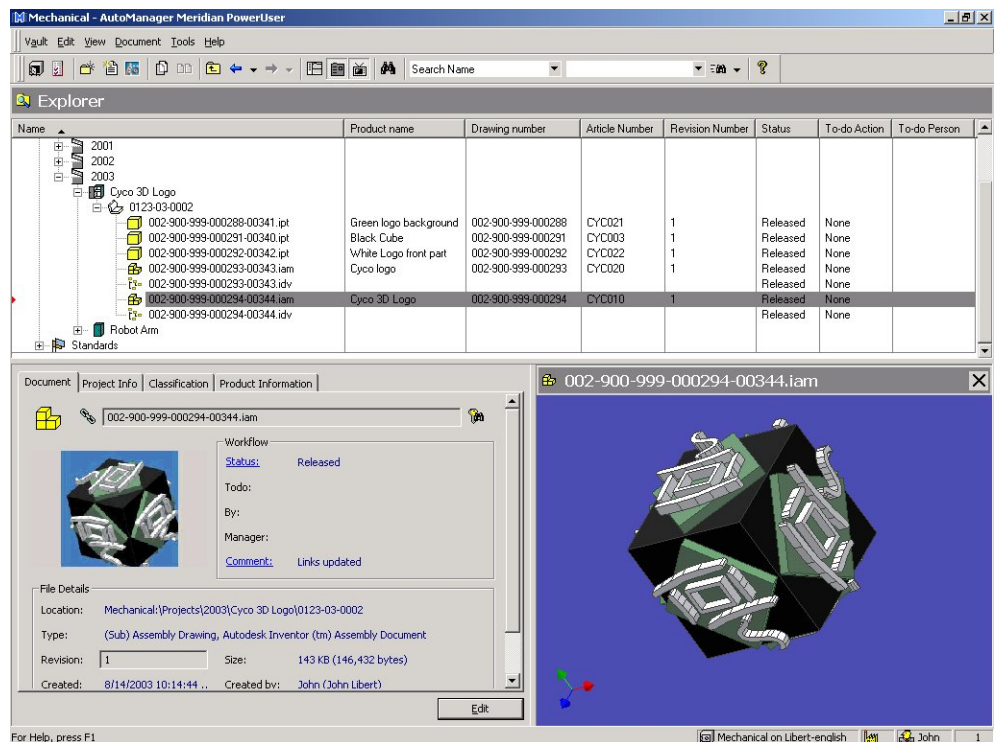 Mechanical - AutoManager Meridian PowerUser
Vault Edit View Document Tools Help
Search Name
Explorer
Name Product name Drawing number Article Number Revision Number Status To-do Action To-do Person
2001
2002
2003
Cyco 3D Logo
0123-03-0002
002-900-999-000288-00341.ipt Green logo background 002-900-999-000288 CYC021 1 Released None
002-900-999-000291-00340.ipt Black Cube 002-900-999-000291 CYC003 1 Released None
002-900-999-000292-00342.ipt White Logo front part 002-900-999-000292 CYC022 1 Released None
002-900-999-000293-00343.iam Cyco logo 002-900-999-000293 CYC020 1 Released None
002-900-999-000293-00343.idv Released None
002-900-999-000294-00344.iam Cyco 3D Logo 002-900-999-000294 CYC010 1 Released None
002-900-999-000294-00344.idv Released None
Robot Arm
Standards
Document Project Info Classification Product Information
002-900-999-000294-00344.iam
002-900-999-000294-00344.iam
Workflow
Status: Released
Todo:
By:
Manager:
Comment: Links updated
File Details
Location: Mechanical:\Projects\2003\Cyco 3D Logo\0123-03-0002
Type: (Sub) Assembly Drawing, Autodesk Inventor (tm) Assembly Document
Revision: 1 Size: 143 KB (146,432 bytes)
Created: 8/14/2003 10:14:44 .. Created by: John (John Libert)
Edit
For Help, press F1
Mechanical on Libert-english John 1